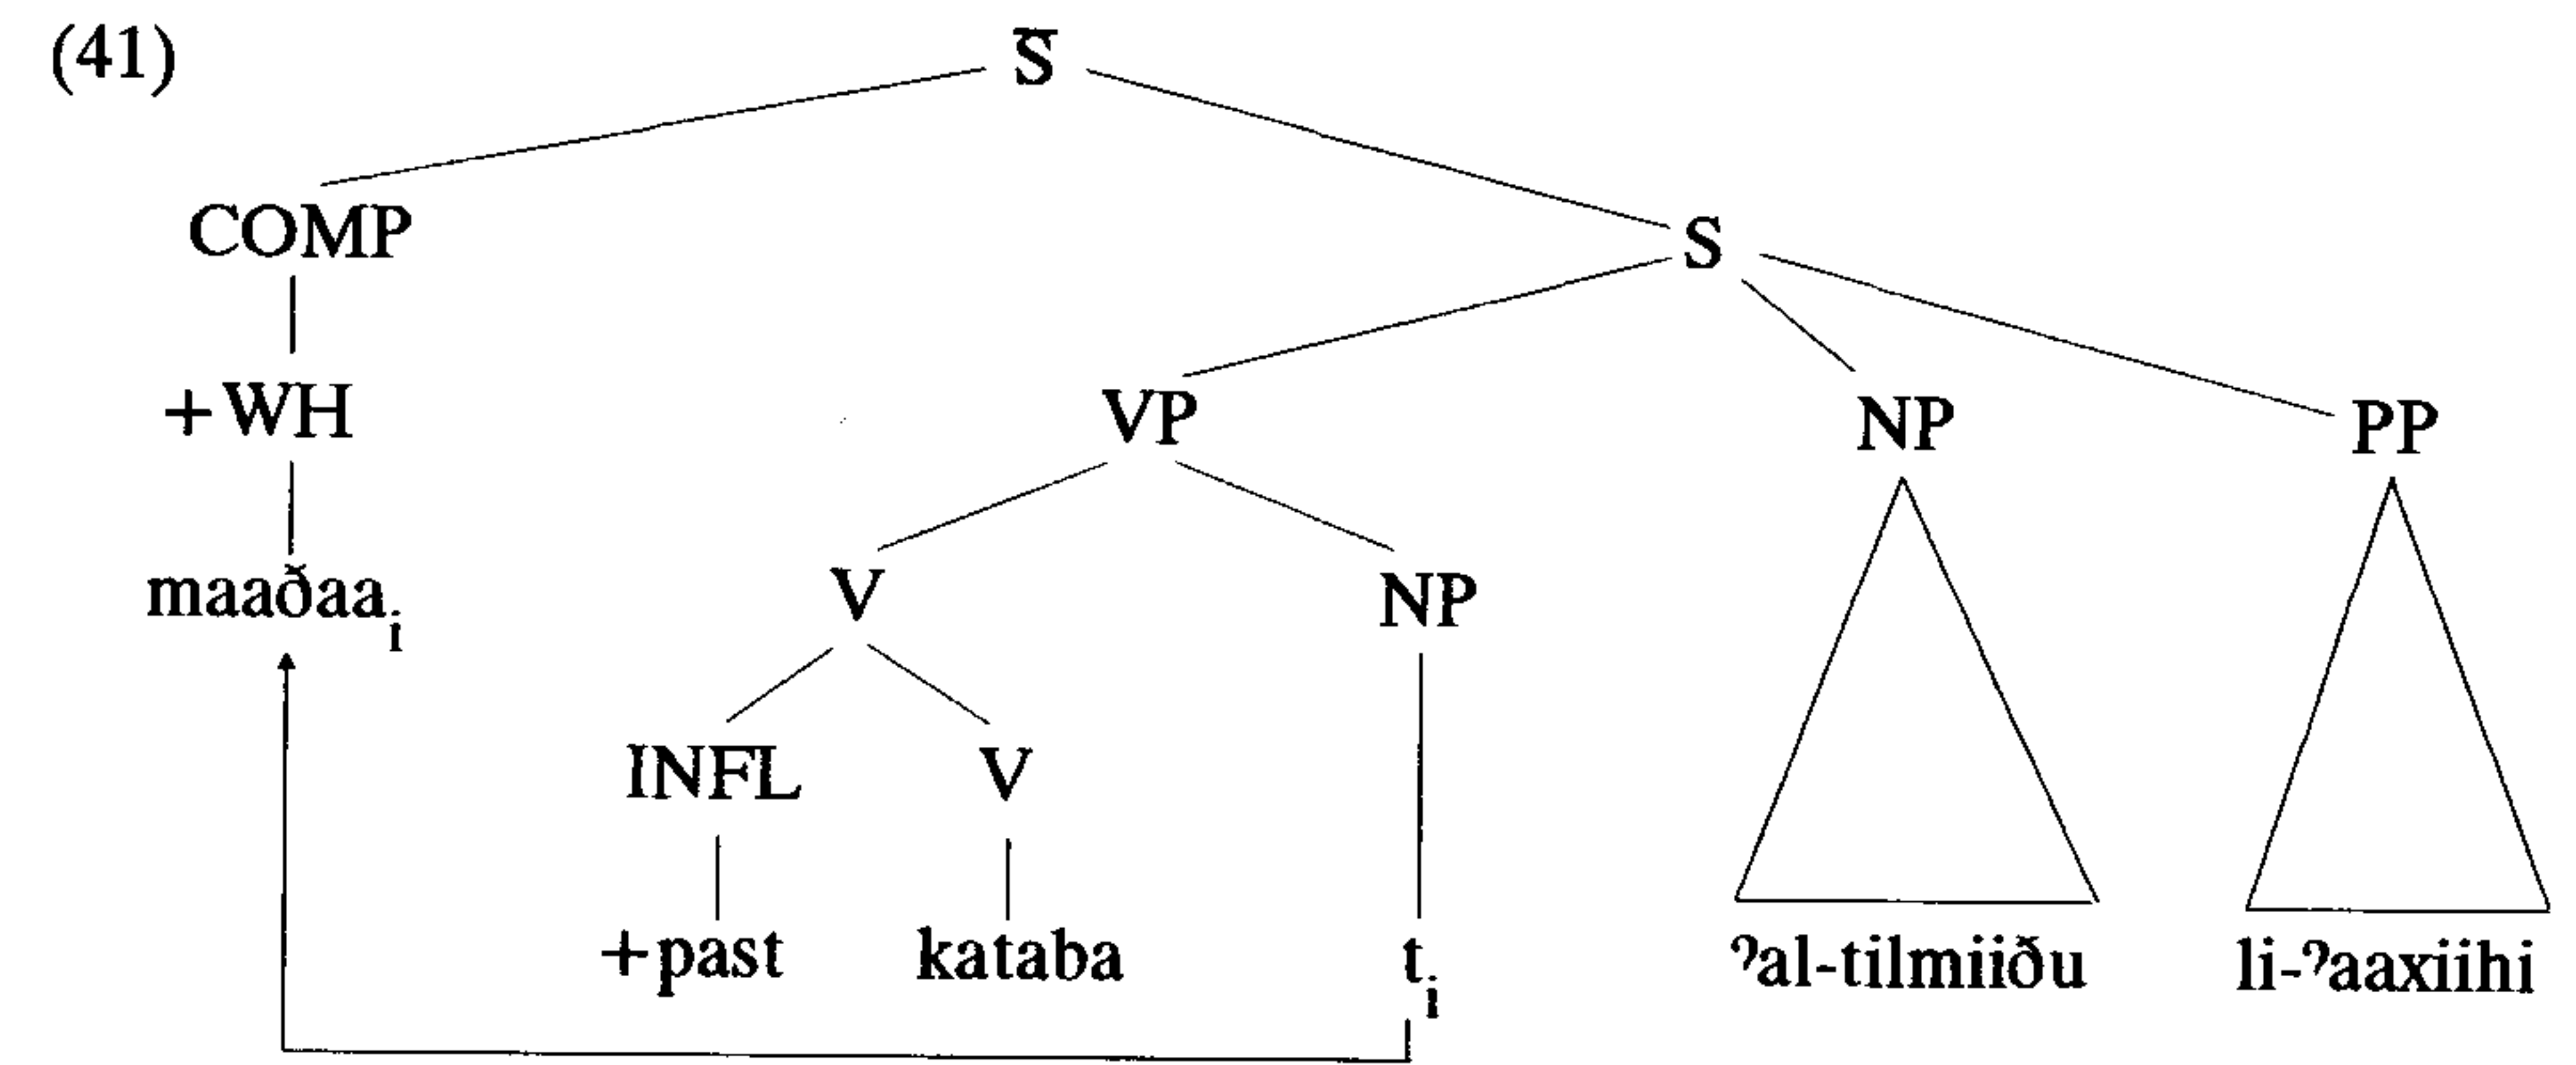 (41) S̄
COMP S
+WH VP NP PP
maaðaaᵢ V NP
INFL V
+past kataba tᵢ ˀal-tilmiiðu li-ˀaaxiihi